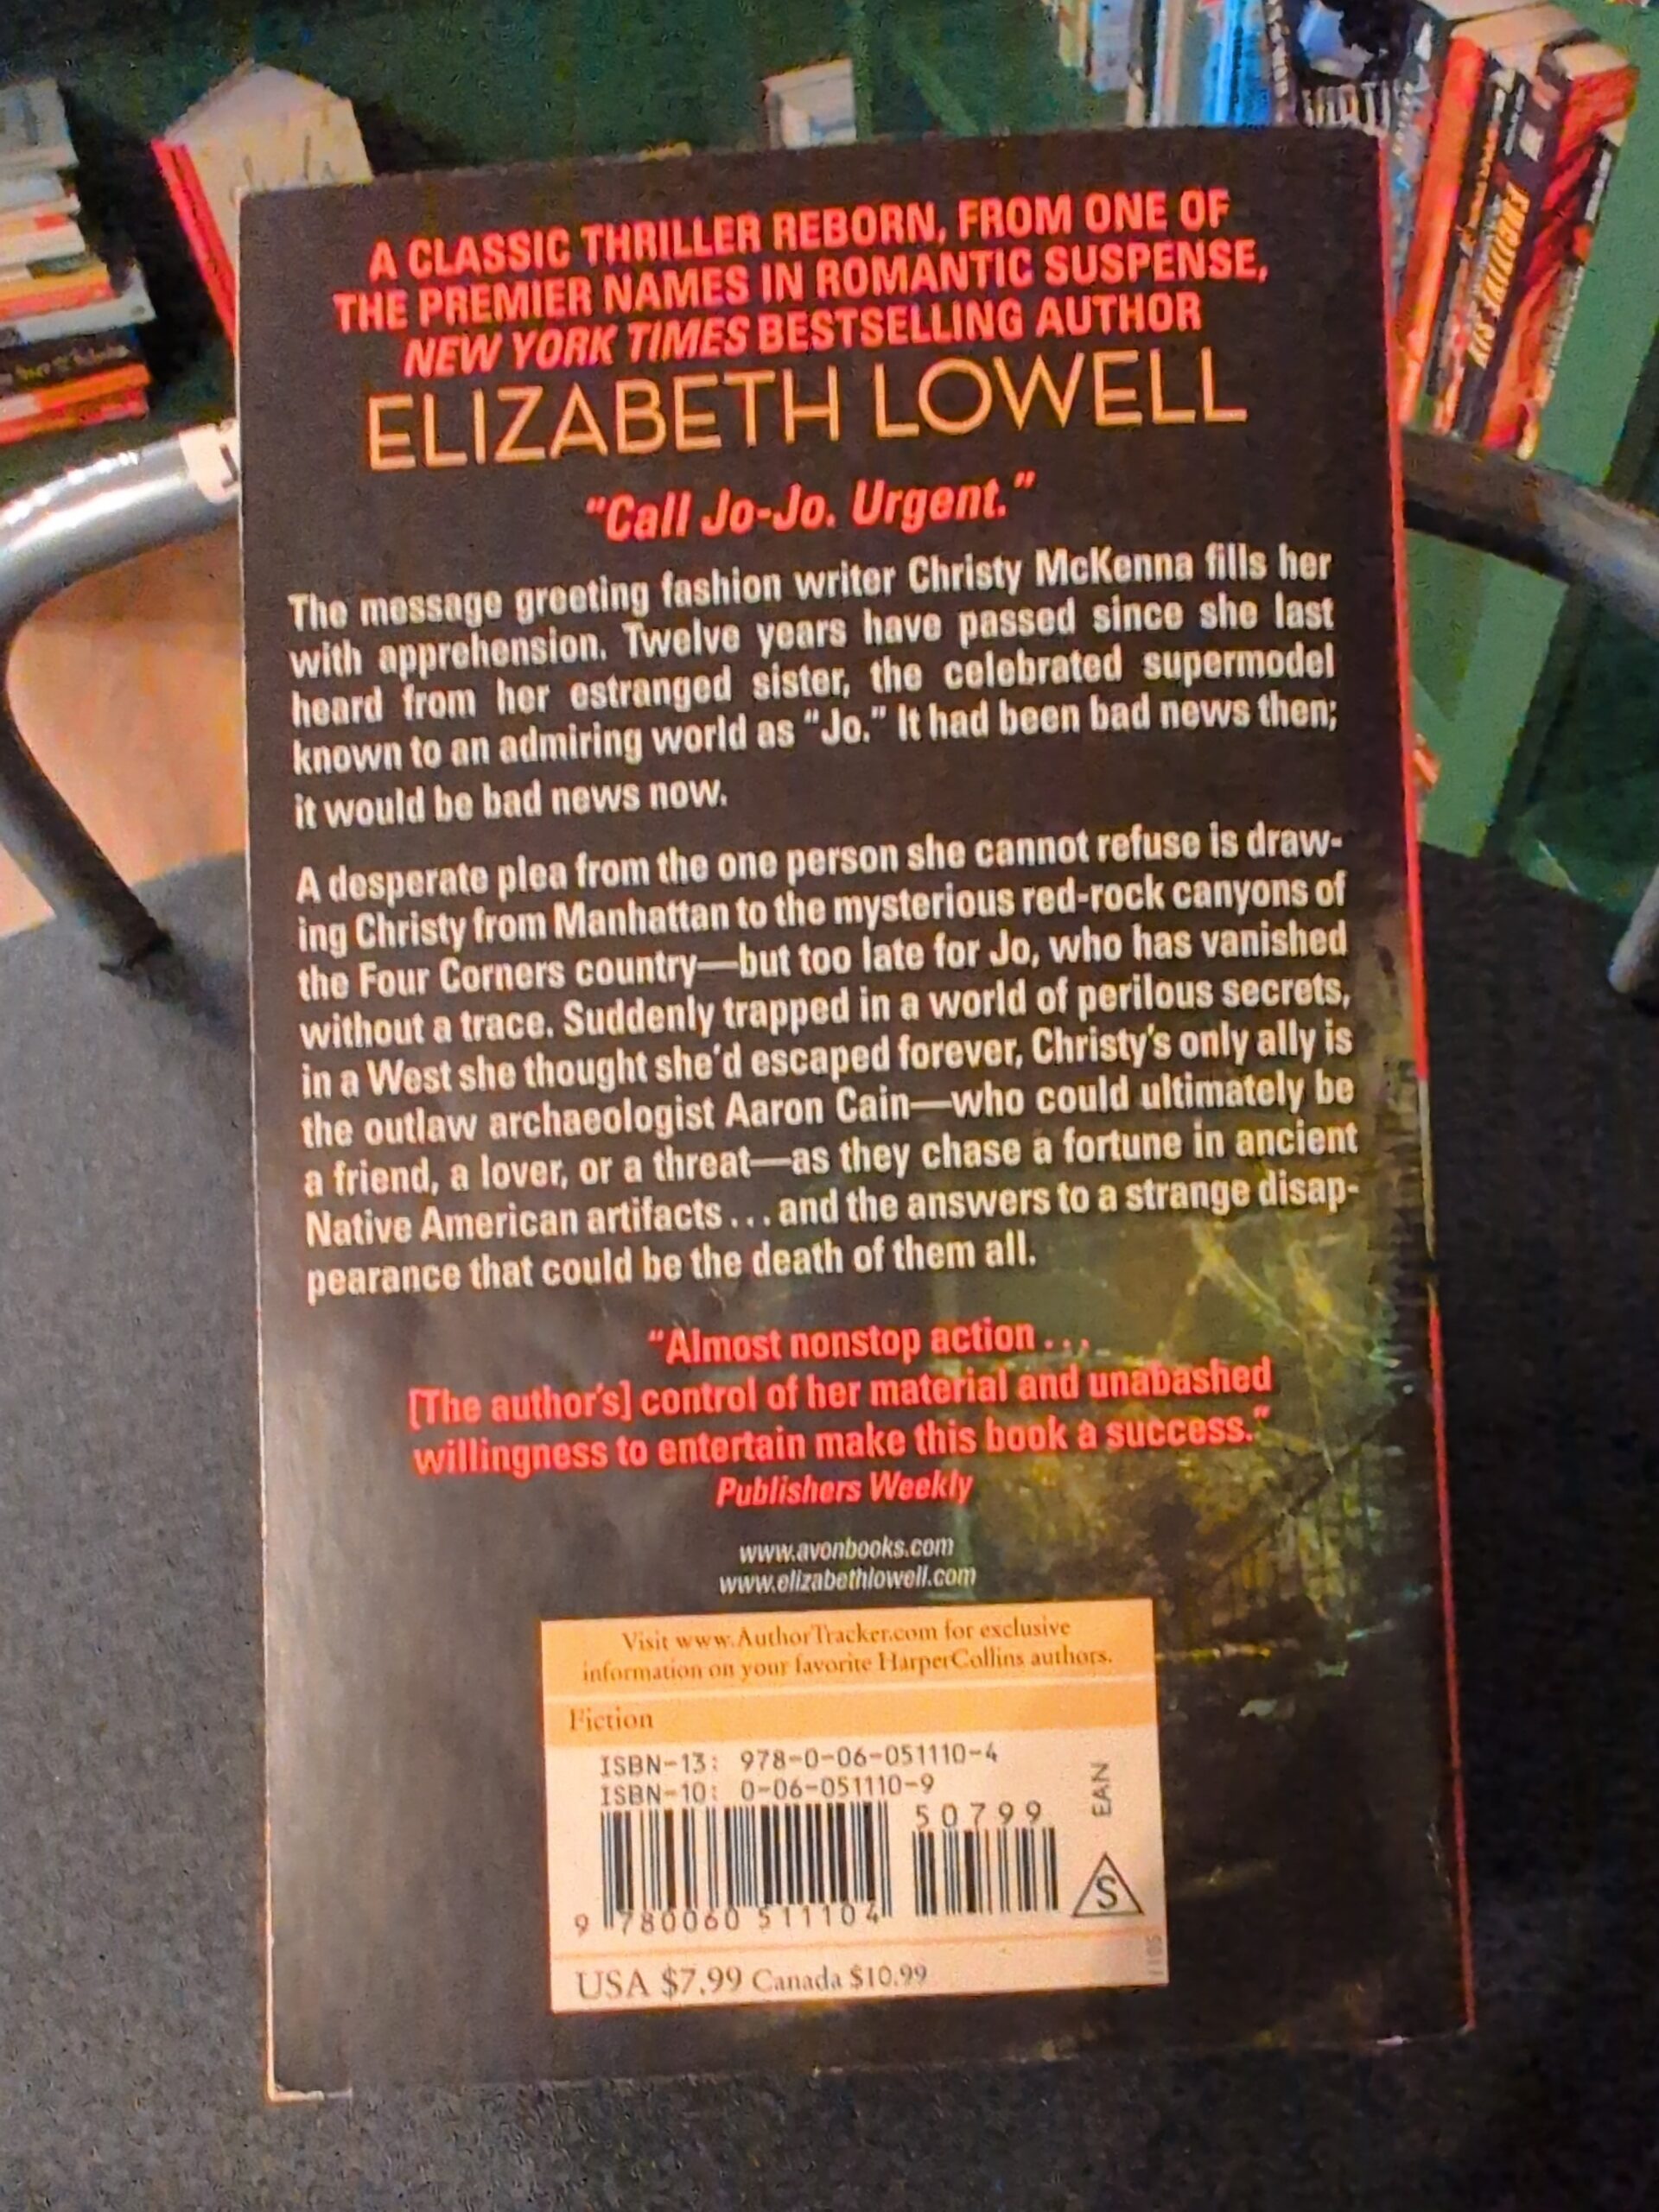 A CLASSIC THRILLER REBORN, FROM ONE OF
THE PREMIER NAMES IN ROMANTIC SUSPENSE,
NEW YORK TIMES BESTSELLING AUTHOR
ELIZABETH LOWELL
"Call Jo-Jo. Urgent."
The message greeting fashion writer Christy McKenna fills her
with apprehension. Twelve years have passed since she last
heard from her estranged sister, the celebrated supermodel
known to an admiring world as "Jo." It had been bad news then;
it would be bad news now.
A desperate plea from the one person she cannot refuse is draw-
ing Christy from Manhattan to the mysterious red-rock canyons of
the Four Corners country—but too late for Jo, who has vanished
without a trace. Suddenly trapped in a world of perilous secrets,
in a West she thought she'd escaped forever, Christy's only ally is
the outlaw archaeologist Aaron Cain—who could ultimately be
a friend, a lover, or a threat—as they chase a fortune in ancient
Native American artifacts . . . and the answers to a strange disap-
pearance that could be the death of them all.
"Almost nonstop action . . .
[The author's] control of her material and unabashed
willingness to entertain make this book a success."
Publishers Weekly
www.avonbooks.com
www.elizabethlowell.com
Visit www.AuthorTracker.com for exclusive
information on your favorite HarperCollins authors.
Fiction
ISBN-13: 978-0-06-051110-4
ISBN-10: 0-06-051110-9
50799
EAN
S
9 780060 511104
USA $7.99 Canada $10.99